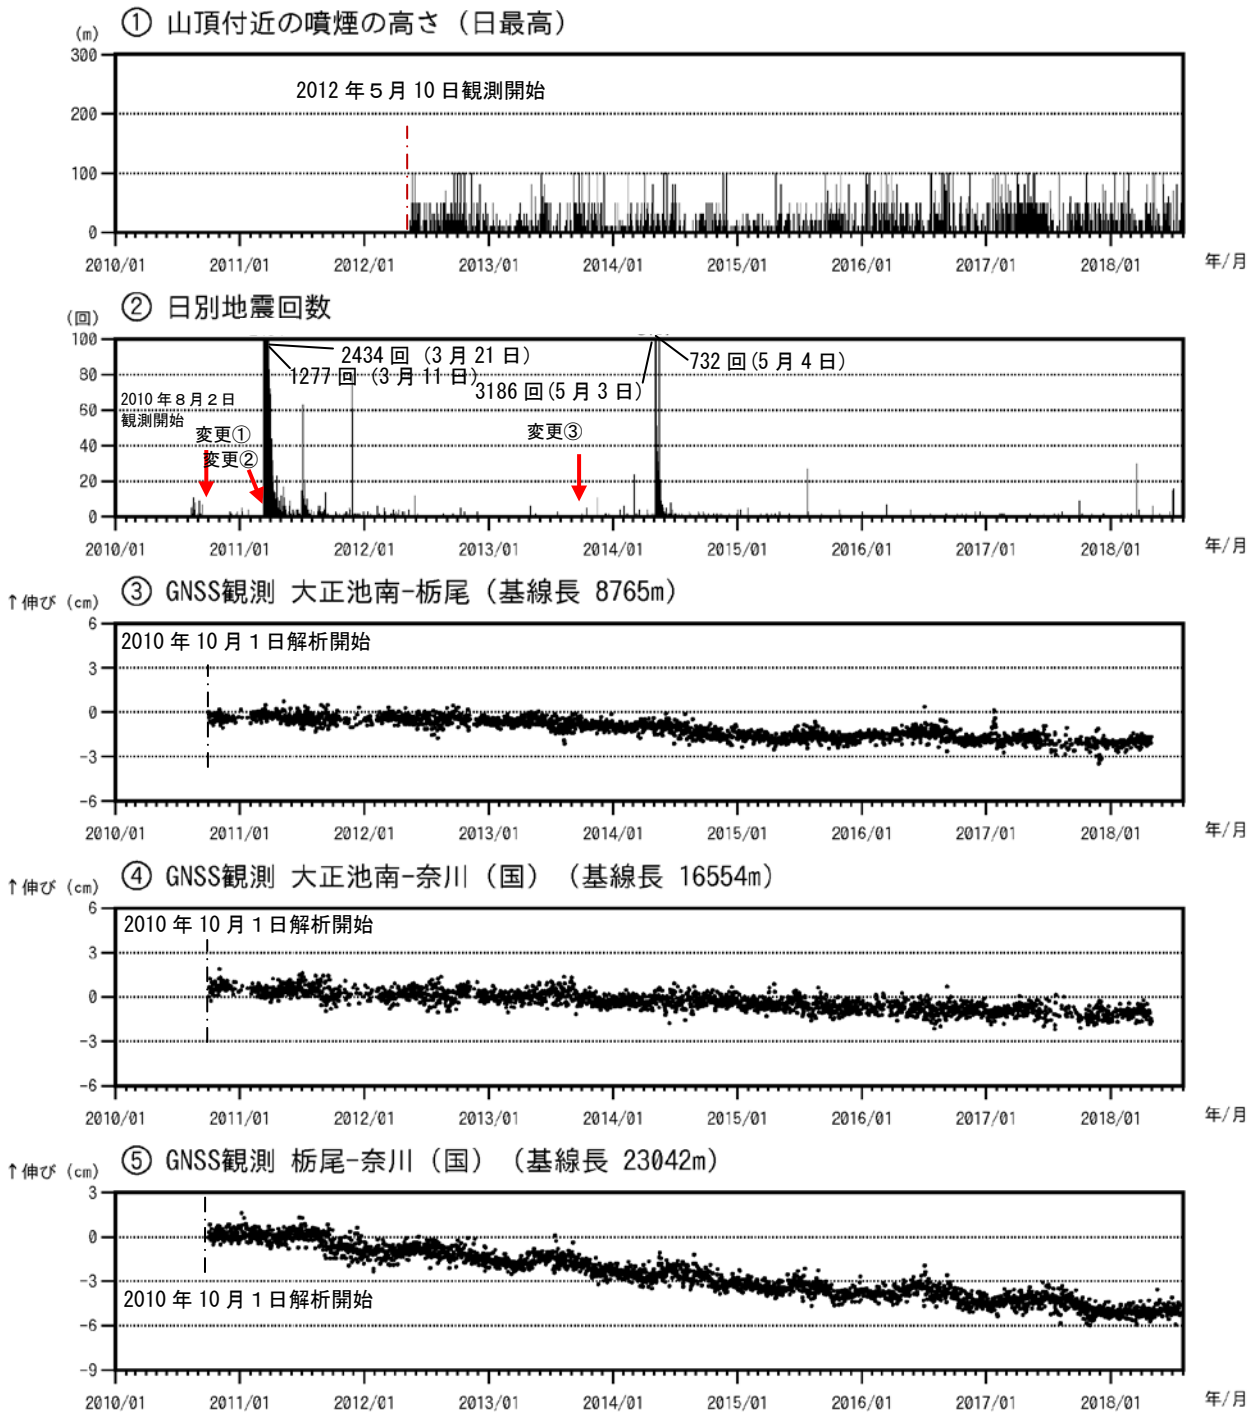 ① 山頂付近の噴煙の高さ（日最高）
(m)
300
200
100
0
2012 年 5 月 10 日観測開始
2010/01 2011/01 2012/01 2013/01 2014/01 2015/01 2016/01 2017/01 2018/01 年/月
② 日別地震回数
(回)
100
80
60
40
20
0
2434 回 (3 月 21 日)
1277 回 (3 月 11 日)
3186 回(5 月 3 日)
732 回(5 月 4 日)
2010 年 8 月 2 日
観測開始
変更①
変更②
変更③
2010/01 2011/01 2012/01 2013/01 2014/01 2015/01 2016/01 2017/01 2018/01 年/月
③ GNSS観測 大正池南-栃尾（基線長 8765m）
↑伸び (cm)
6
3
0
-3
-6
2010 年 10 月 1 日解析開始
2010/01 2011/01 2012/01 2013/01 2014/01 2015/01 2016/01 2017/01 2018/01 年/月
④ GNSS観測 大正池南-奈川（国）（基線長 16554m）
↑伸び (cm)
6
3
0
-3
-6
2010 年 10 月 1 日解析開始
2010/01 2011/01 2012/01 2013/01 2014/01 2015/01 2016/01 2017/01 2018/01 年/月
⑤ GNSS観測 栃尾-奈川（国）（基線長 23042m）
↑伸び (cm)
3
0
-3
-6
-9
2010 年 10 月 1 日解析開始
2010/01 2011/01 2012/01 2013/01 2014/01 2015/01 2016/01 2017/01 2018/01 年/月